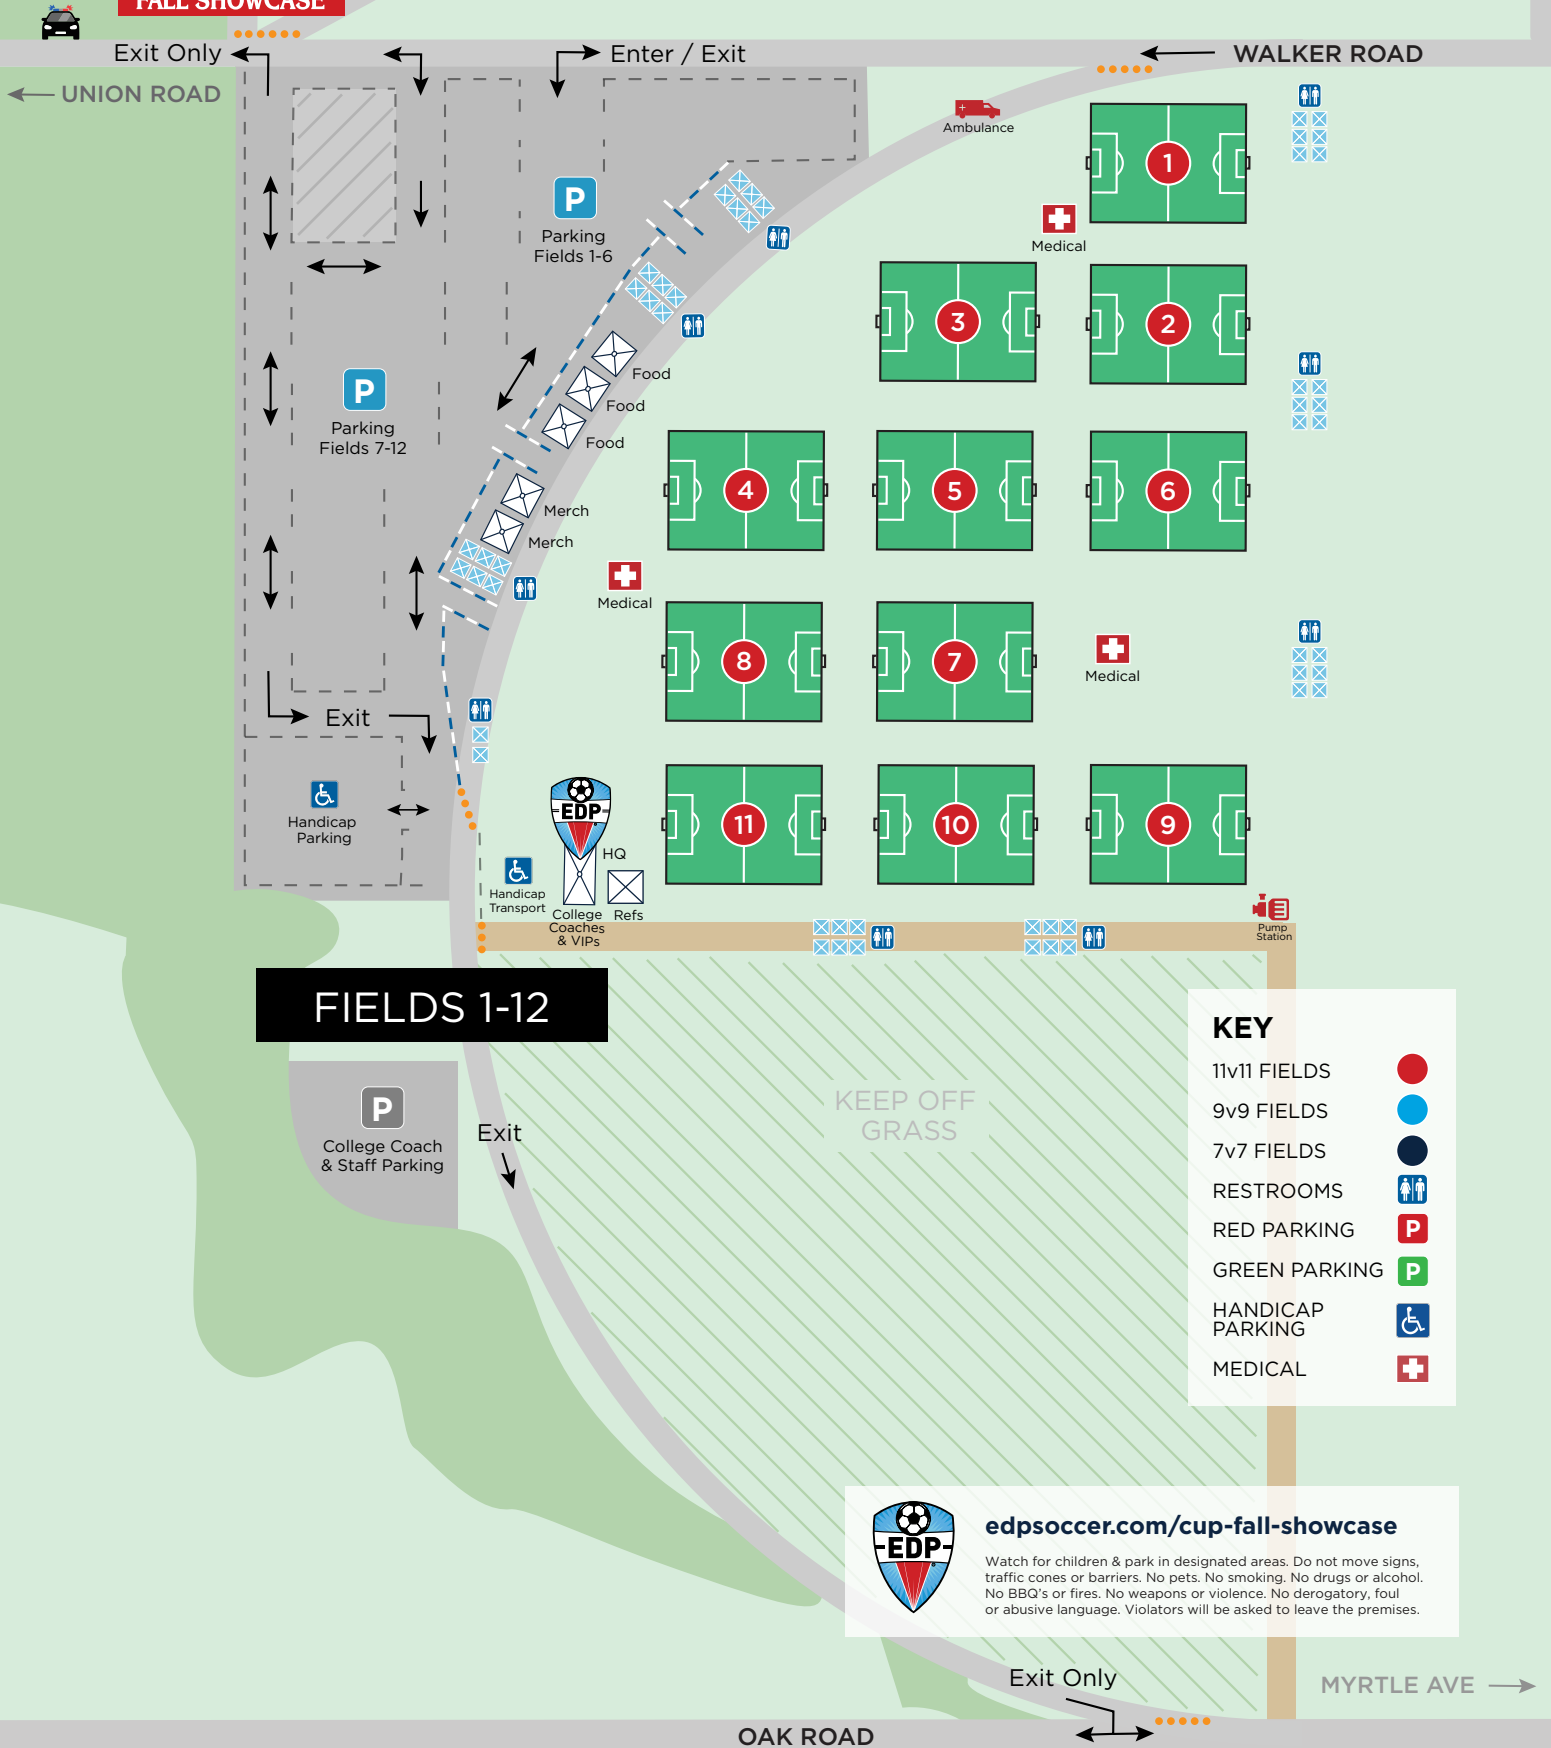 FALL SHOWCASE
Exit Only
Enter / Exit
WALKER ROAD
UNION ROAD
Ambulance
1
P
Parking
Fields 1-6
Medical
3
2
P
Parking
Fields 7-12
Food
Food
Food
4
5
6
Merch
Merch
Medical
8
7
Medical
Exit
Handicap
Parking
EDP
HQ
11
10
9
Handicap
Transport
College
Coaches
& VIPs
Refs
Pump
Station
FIELDS 1-12
P
College Coach
& Staff Parking
Exit
KEEP OFF
GRASS
KEY
11v11 FIELDS
9v9 FIELDS
7v7 FIELDS
RESTROOMS
RED PARKING P
GREEN PARKING P
HANDICAP
PARKING
MEDICAL
EDP
edpsoccer.com/cup-fall-showcase
Watch for children & park in designated areas. Do not move signs,
traffic cones or barriers. No pets. No smoking. No drugs or alcohol.
No BBQ's or fires. No weapons or violence. No derogatory, foul
or abusive language. Violators will be asked to leave the premises.
Exit Only
MYRTLE AVE
OAK ROAD